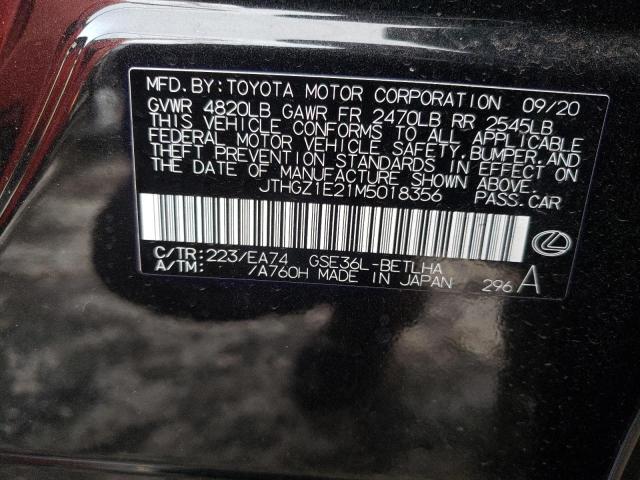 MFD. BY: TOYOTA MOTOR CORPORATION 09/20
GVWR 4820LB GAWR FR 2470LB RR 2545LB
THIS VEHICLE CONFORMS TO ALL APPLICABLE
FEDERAL MOTOR VEHICLE SAFETY, BUMPER, AND
THEFT PREVENTION STANDARDS IN EFFECT ON
THE DATE OF MANUFACTURE SHOWN ABOVE.
JTHGZ1E21M5018356 PASS.CAR
C/TR: 223/EA74 GSE36L-BETLHA
A/TM: /A760H MADE IN JAPAN 296 A